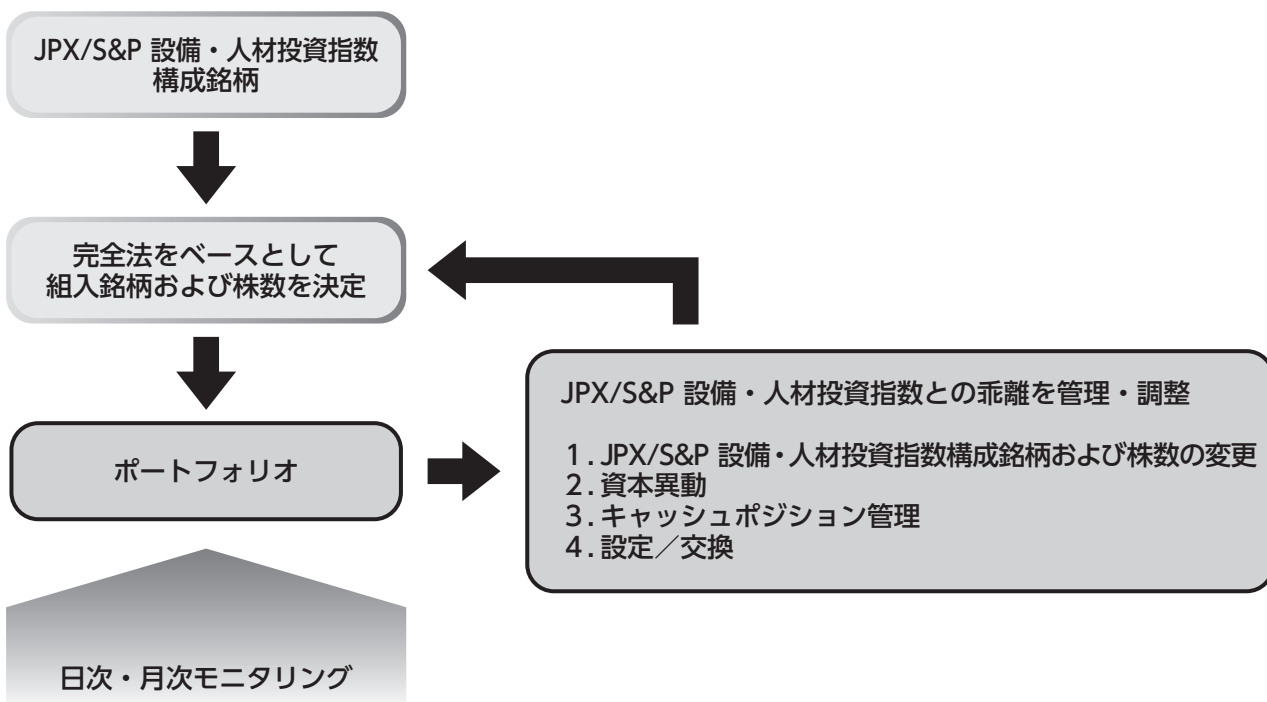 JPX/S&P 設備・人材投資指数
構成銘柄
完全法をベースとして
組入銘柄および株数を決定
ポートフォリオ
日次・月次モニタリング
JPX/S&P 設備・人材投資指数との乖離を管理・調整
1. JPX/S&P 設備・人材投資指数構成銘柄および株数の変更
2. 資本異動
3. キャッシュポジション管理
4. 設定／交換